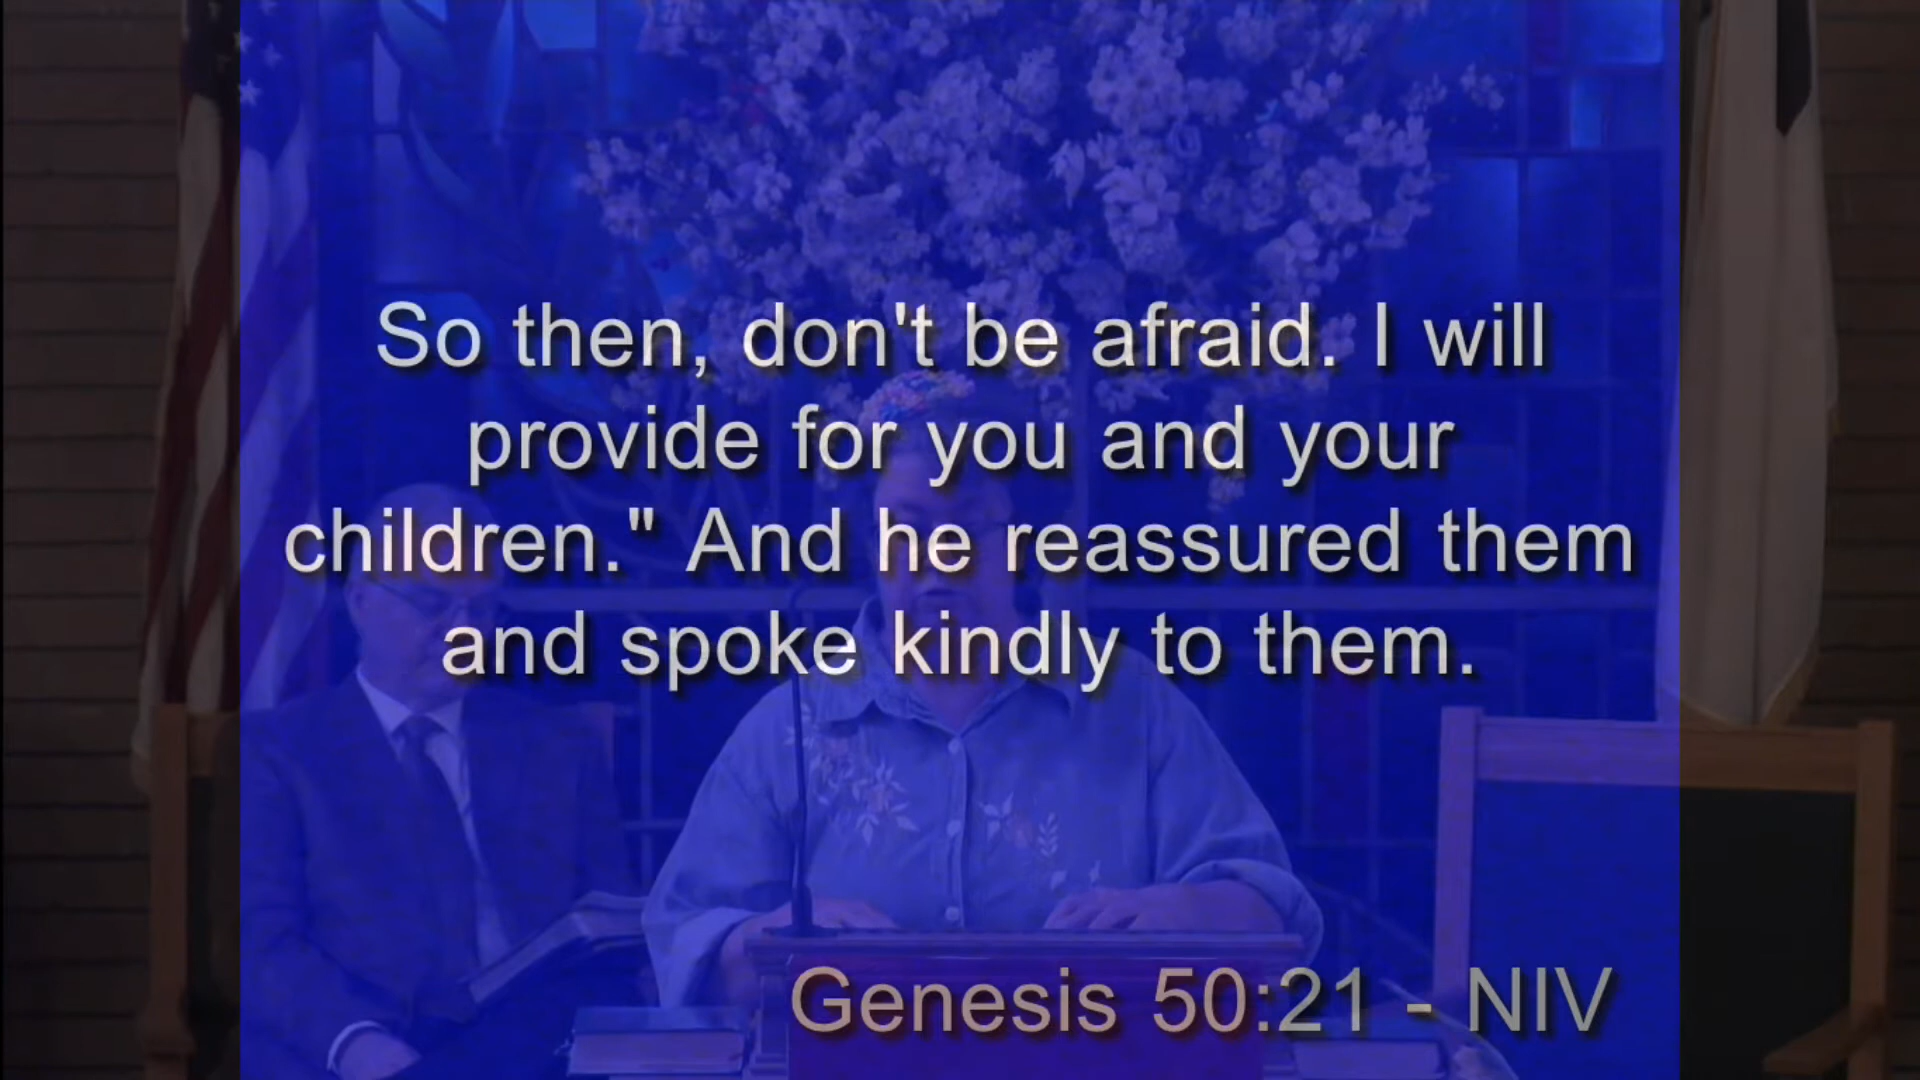 So then, don't be afraid. I will
provide for you and your
children." And he reassured them
and spoke kindly to them.
Genesis 50:21 - NIV